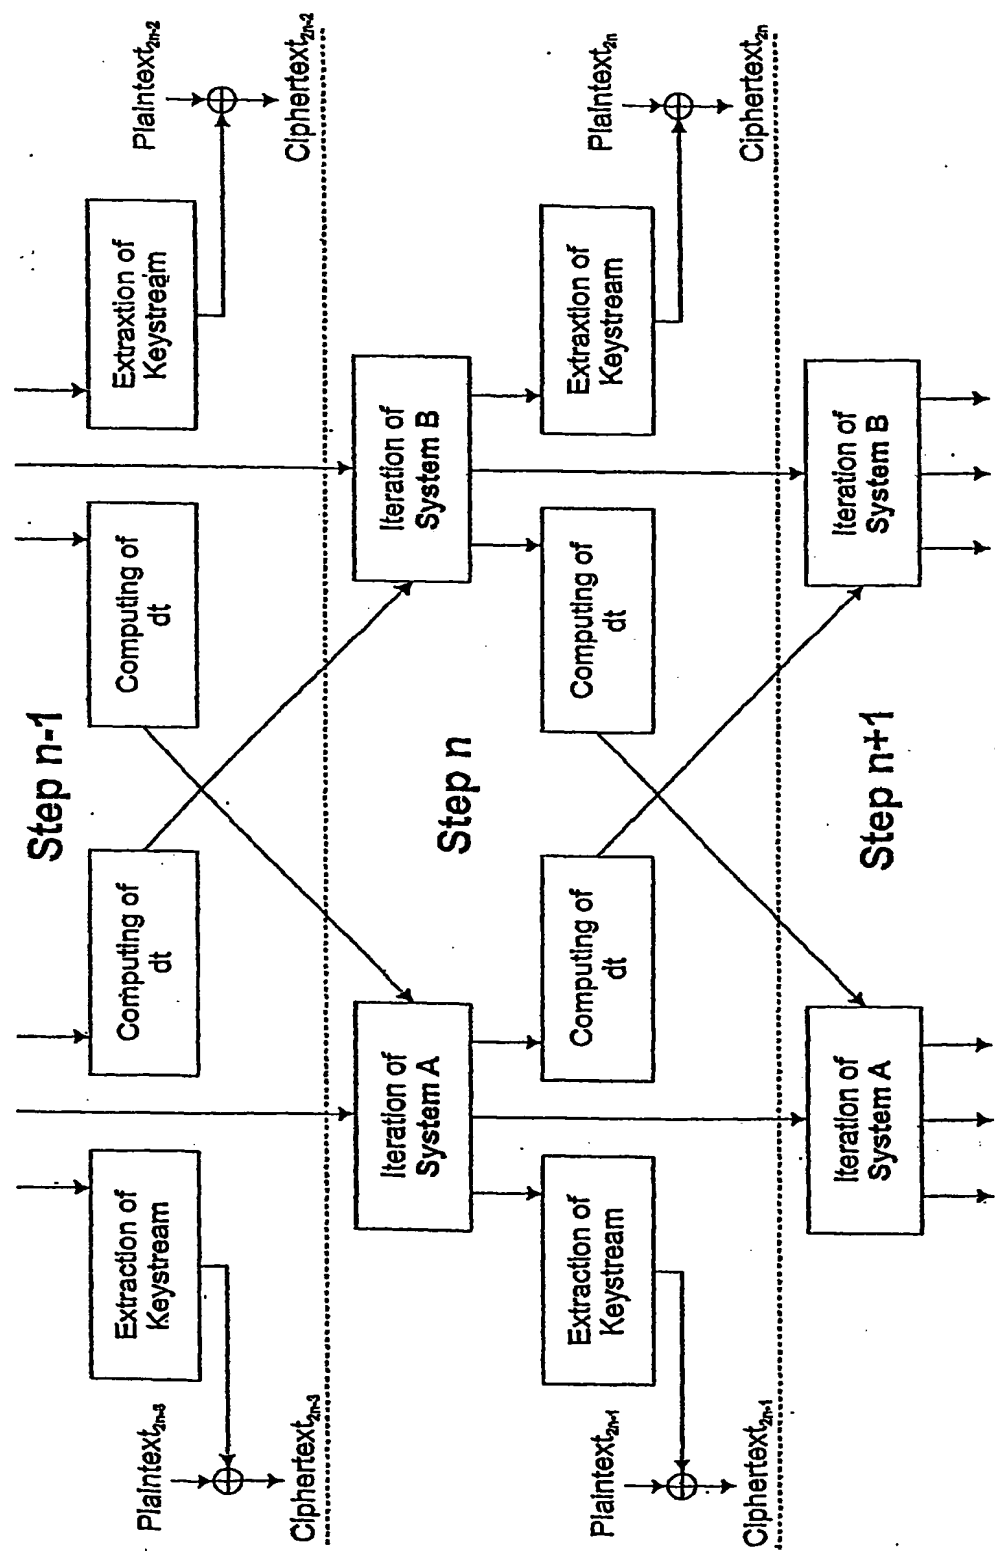 Step n-1
Plaintext₂ₙ₋₃
Extraction of
Keystream
Computing of
dt
Computing of
dt
Extraxtion of
Keystream
Plaintext₂ₙ₋₂
Ciphertext₂ₙ₋₃
Ciphertext₂ₙ₋₂
Iteration of
System A
Step n
Iteration of
System B
Plaintext₂ₙ₋₁
Extraction of
Keystream
Computing of
dt
Computing of
dt
Extraxtion of
Keystream
Plaintext₂ₙ
Ciphertext₂ₙ₋₁
Ciphertext₂ₙ
Iteration of
System A
Step n+1
Iteration of
System B